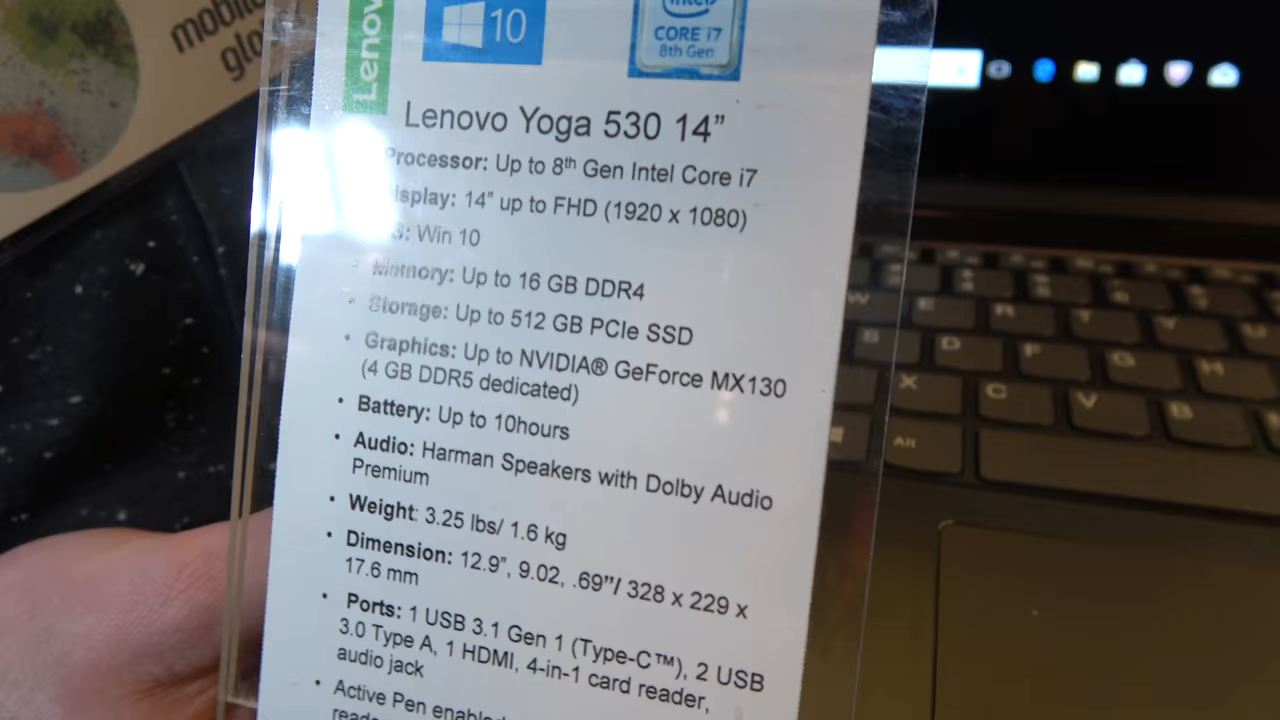 mobile
Lenovo
10
intel
CORE i7
8th Gen
Lenovo Yoga 530 14”
Processor: Up to 8th Gen Intel Core i7
Display: 14” up to FHD (1920 x 1080)
OS: Win 10
Memory: Up to 16 GB DDR4
Storage: Up to 512 GB PCIe SSD
• Graphics: Up to NVIDIA® GeForce MX130
(4 GB DDR5 dedicated)
• Battery: Up to 10hours
• Audio: Harman Speakers with Dolby Audio
Premium
• Weight: 3.25 lbs/ 1.6 kg
• Dimension: 12.9”, 9.02, .69”/ 328 x 229 x
17.6 mm
• Ports: 1 USB 3.1 Gen 1 (Type-C™), 2 USB
3.0 Type A, 1 HDMI, 4-in-1 card reader,
audio jack
• Active Pen enabled
W E R T Y U
S D F G H
X C V B
Alt